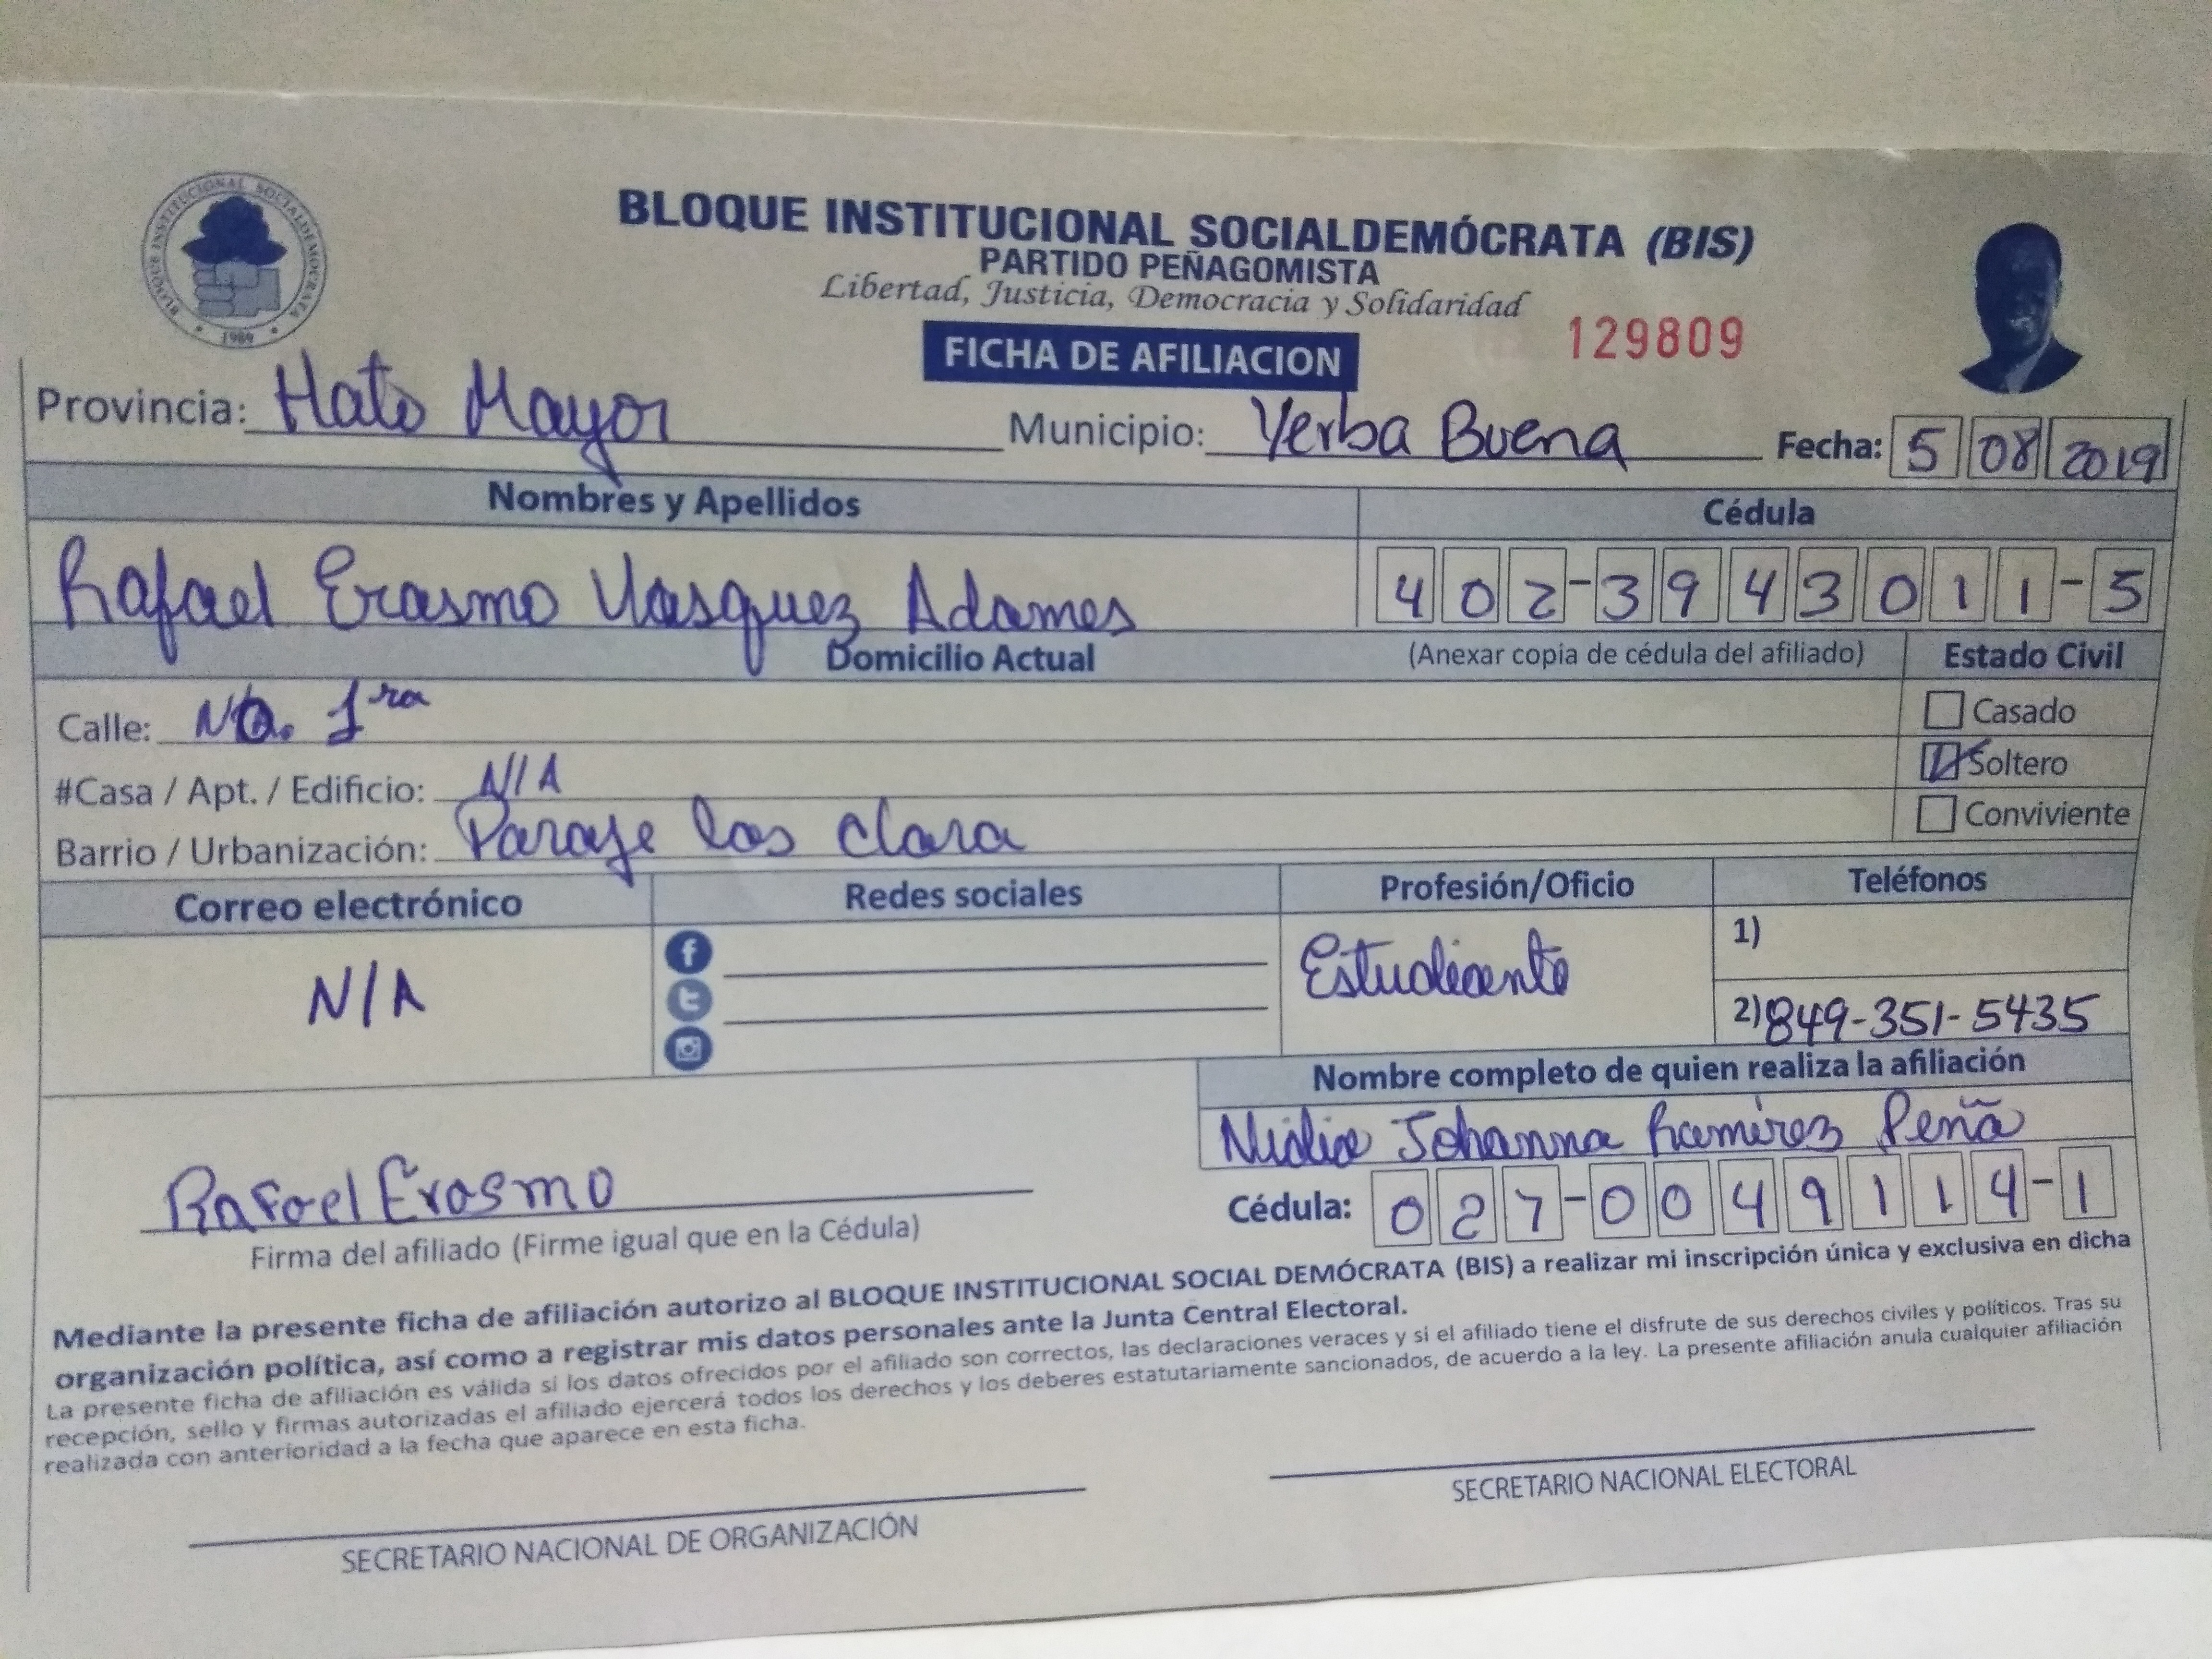 BLOQUE INSTITUCIONAL SOCIALDEMOCRATA
1989
BLOQUE INSTITUCIONAL SOCIALDEMÓCRATA (BIS)
PARTIDO PEÑAGOMISTA
Libertad, Justicia, Democracia y Solidaridad
FICHA DE AFILIACION 129809
Provincia: Hato Mayor Municipio: Yerba Buena Fecha: 5 08 2019
Nombres y Apellidos Cédula
Rafael Erasmo Vasquez Adames 402-3943011-5
Domicilio Actual (Anexar copia de cédula del afiliado) Estado Civil
Calle: No. 1ra Casado
#Casa / Apt. / Edificio: N/A Soltero
Barrio / Urbanización: Paraje las clara Conviviente
Correo electrónico Redes sociales Profesión/Oficio Teléfonos
N/A Estudiante 1)
2) 849-351-5435
Nombre completo de quien realiza la afiliación
Nidia Johanna Ramírez Peña
Rafael Erasmo Cédula: 027-0049114-1
Firma del afiliado (Firme igual que en la Cédula)
Mediante la presente ficha de afiliación autorizo al BLOQUE INSTITUCIONAL SOCIAL DEMÓCRATA (BIS) a realizar mi inscripción única y exclusiva en dicha
organización política, así como a registrar mis datos personales ante la Junta Central Electoral.
La presente ficha de afiliación es válida si los datos ofrecidos por el afiliado son correctos, las declaraciones veraces y si el afiliado tiene el disfrute de sus derechos civiles y políticos. Tras su
recepción, sello y firmas autorizadas el afiliado ejercerá todos los derechos y los deberes estatutariamente sancionados, de acuerdo a la ley. La presente afiliación anula cualquier afiliación
realizada con anterioridad a la fecha que aparece en esta ficha.
SECRETARIO NACIONAL DE ORGANIZACIÓN SECRETARIO NACIONAL ELECTORAL